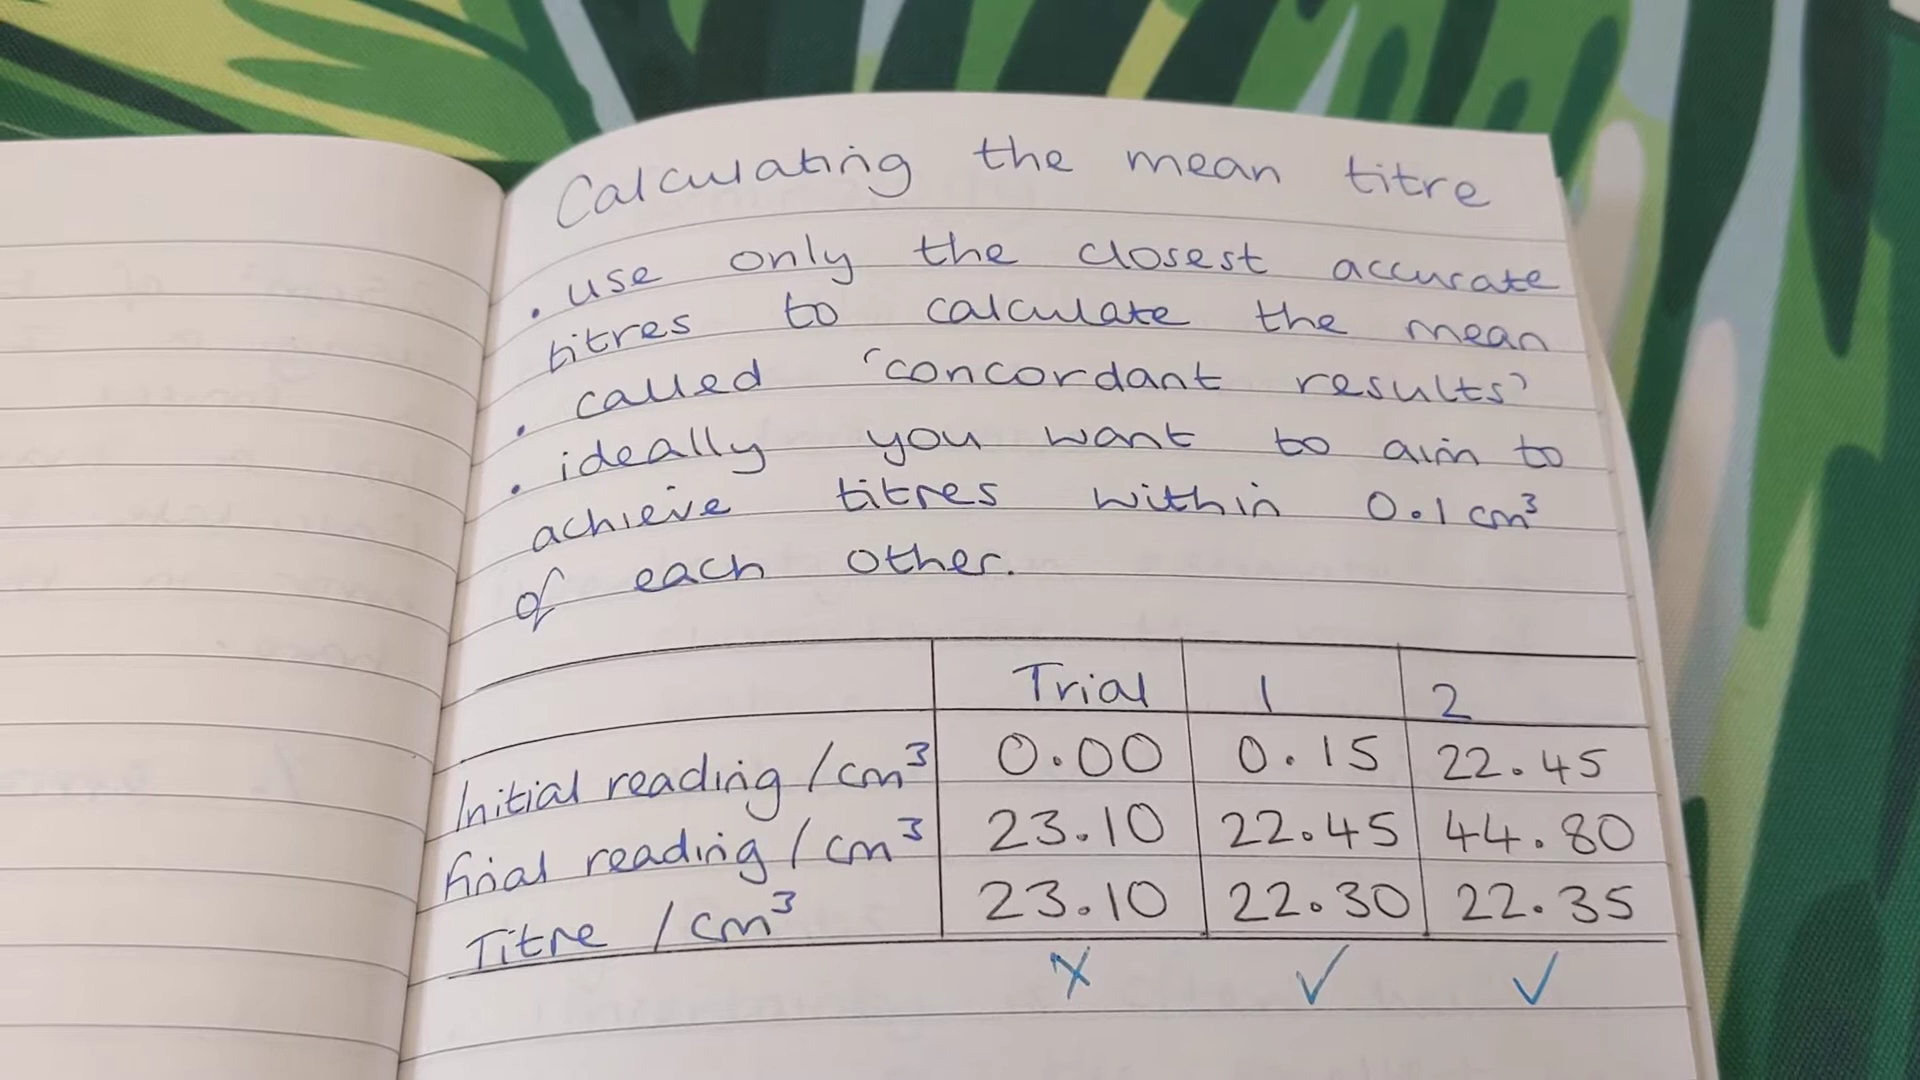 Calculating the mean titre
. use only the closest accurate
titres to calculate the mean
. called 'concordant results'
. ideally you want to aim to
achieve titres within 0.1 cm³
of each other.
Trial 1 2
Initial reading /cm³ 0.00 0.15 22.45
final reading /cm³ 23.10 22.45 44.80
Titre /cm³ 23.10 22.30 22.35
X ✓ ✓